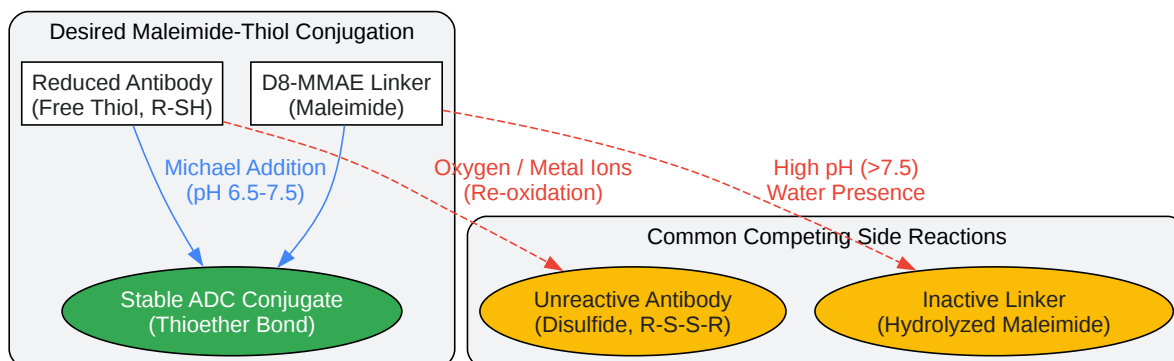 Desired Maleimide-Thiol Conjugation
Reduced Antibody
(Free Thiol, R-SH)
D8-MMAE Linker
(Maleimide)
Michael Addition
(pH 6.5-7.5)
Oxygen / Metal Ions
(Re-oxidation)
High pH (>7.5)
Water Presence
Common Competing Side Reactions
Stable ADC Conjugate
(Thioether Bond)
Unreactive Antibody
(Disulfide, R-S-S-R)
Inactive Linker
(Hydrolyzed Maleimide)